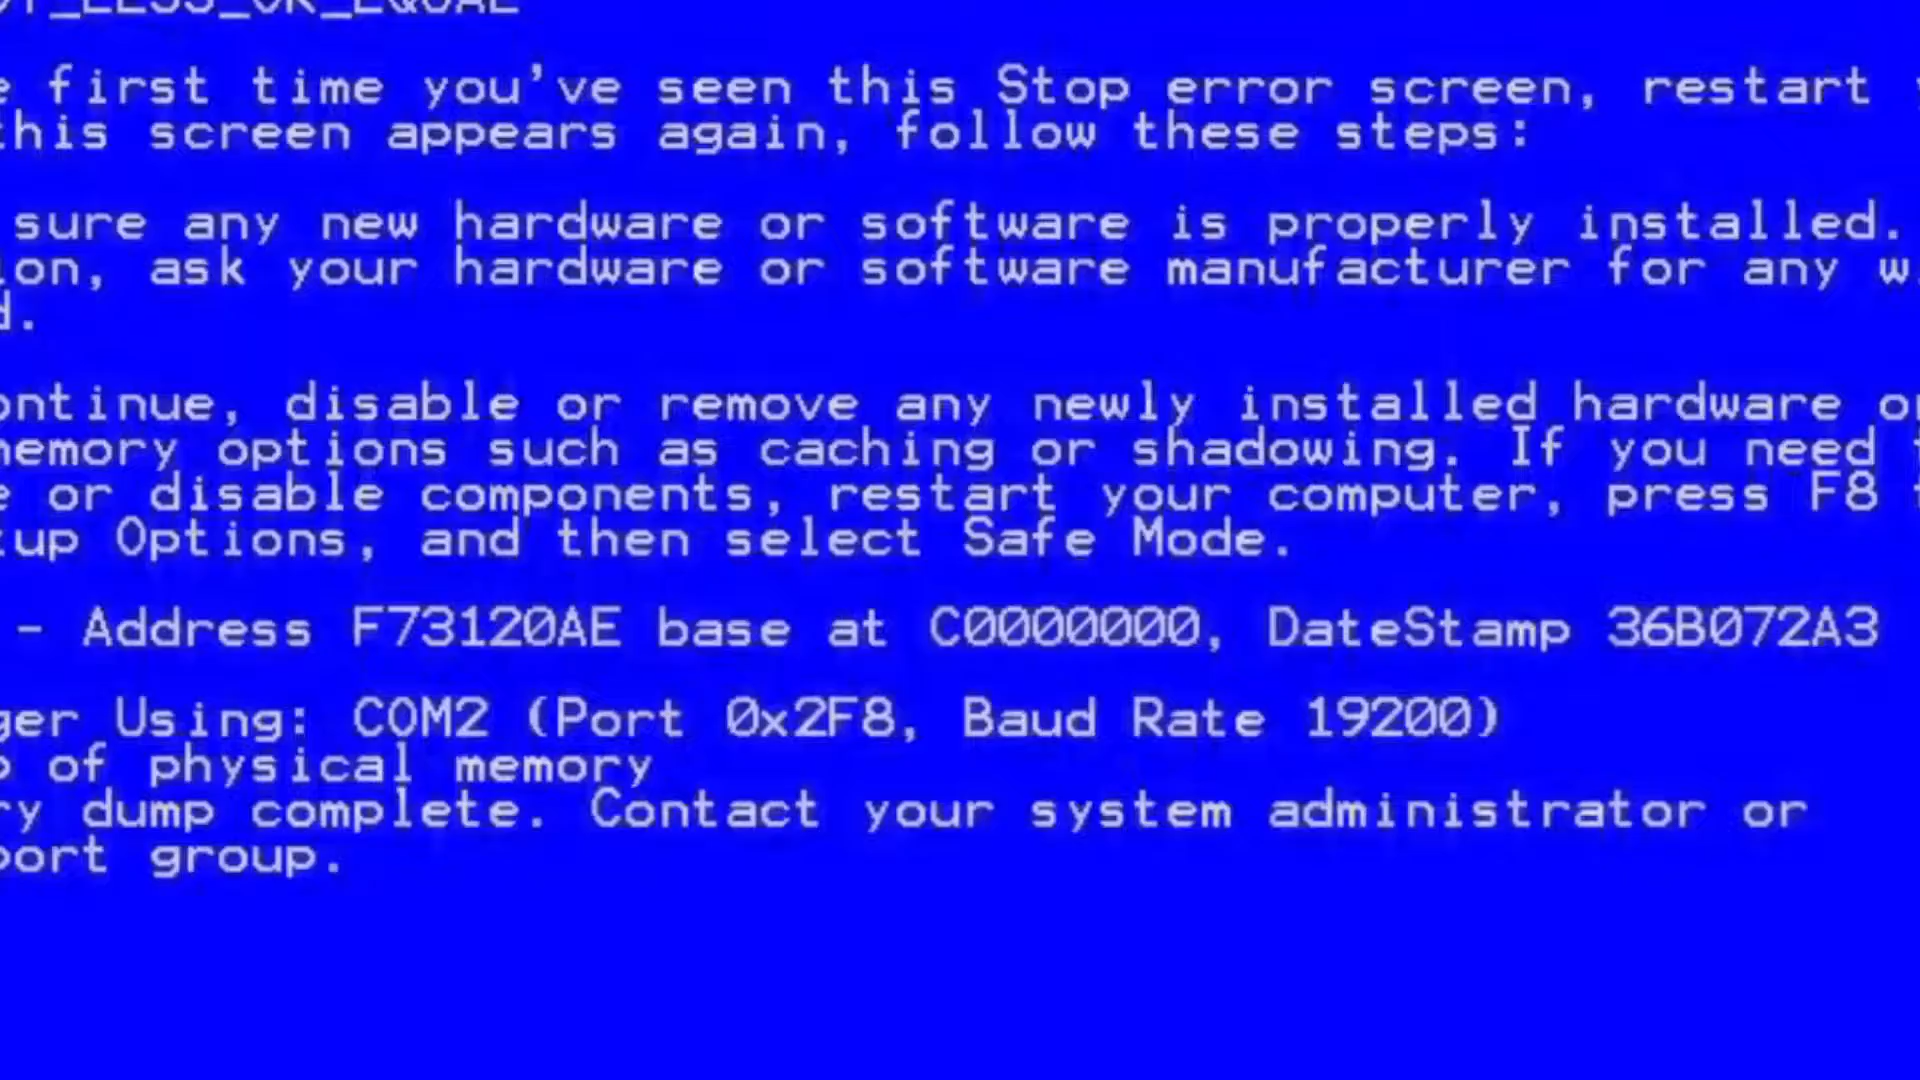 first time you've seen this Stop error screen, restart
this screen appears again, follow these steps:
sure any new hardware or software is properly installed.
ask your hardware or software manufacturer for any
disable or remove any newly installed hardware
memory options such as caching or shadowing. If you need
or disable components, restart your computer, press F8
Options, and then select Safe Mode.
- Address F73120AE base at C0000000, DateStamp 36B072A3
Using: COM2 (Port 0x2F8, Baud Rate 19200)
of physical memory
dump complete. Contact your system administrator or
group.